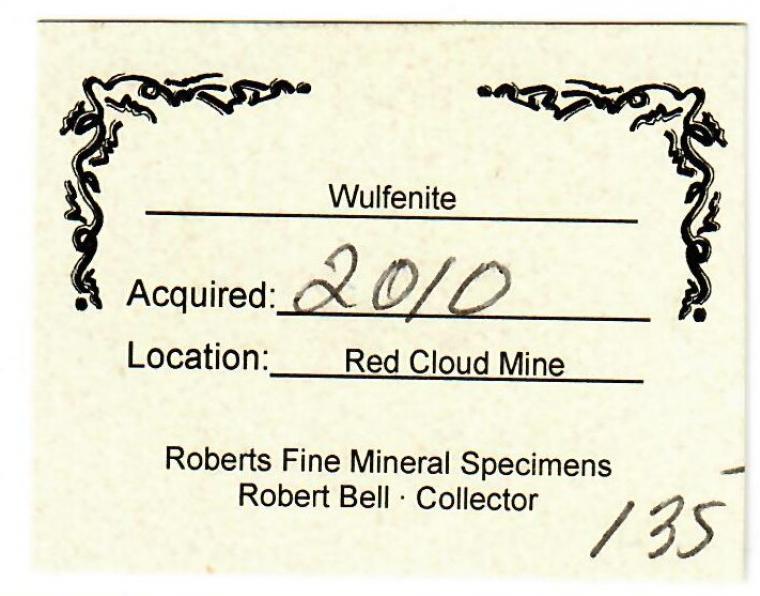 Wulfenite
Acquired: 2010
Location: Red Cloud Mine
Roberts Fine Mineral Specimens
Robert Bell · Collector
135